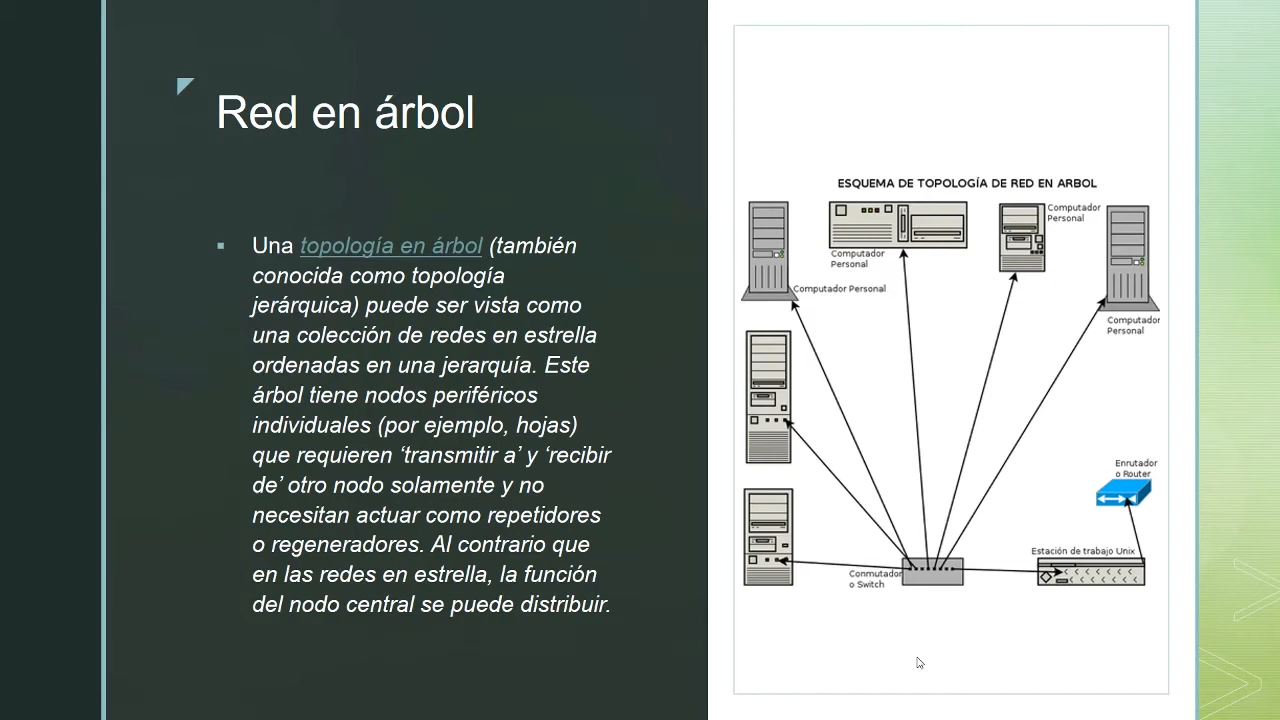 Red en árbol
Una topología en árbol (también
conocida como topología
jerárquica) puede ser vista como
una colección de redes en estrella
ordenadas en una jerarquía. Este
árbol tiene nodos periféricos
individuales (por ejemplo, hojas)
que requieren ‘transmitir a’ y ‘recibir
de’ otro nodo solamente y no
necesitan actuar como repetidores
o regeneradores. Al contrario que
en las redes en estrella, la función
del nodo central se puede distribuir.
ESQUEMA DE TOPOLOGÍA DE RED EN ARBOL
Computador
Personal
Computador
Personal
Computador Personal
Computador
Personal
Enrutador
o Router
Estación de trabajo Unix
Conmutador
o Switch